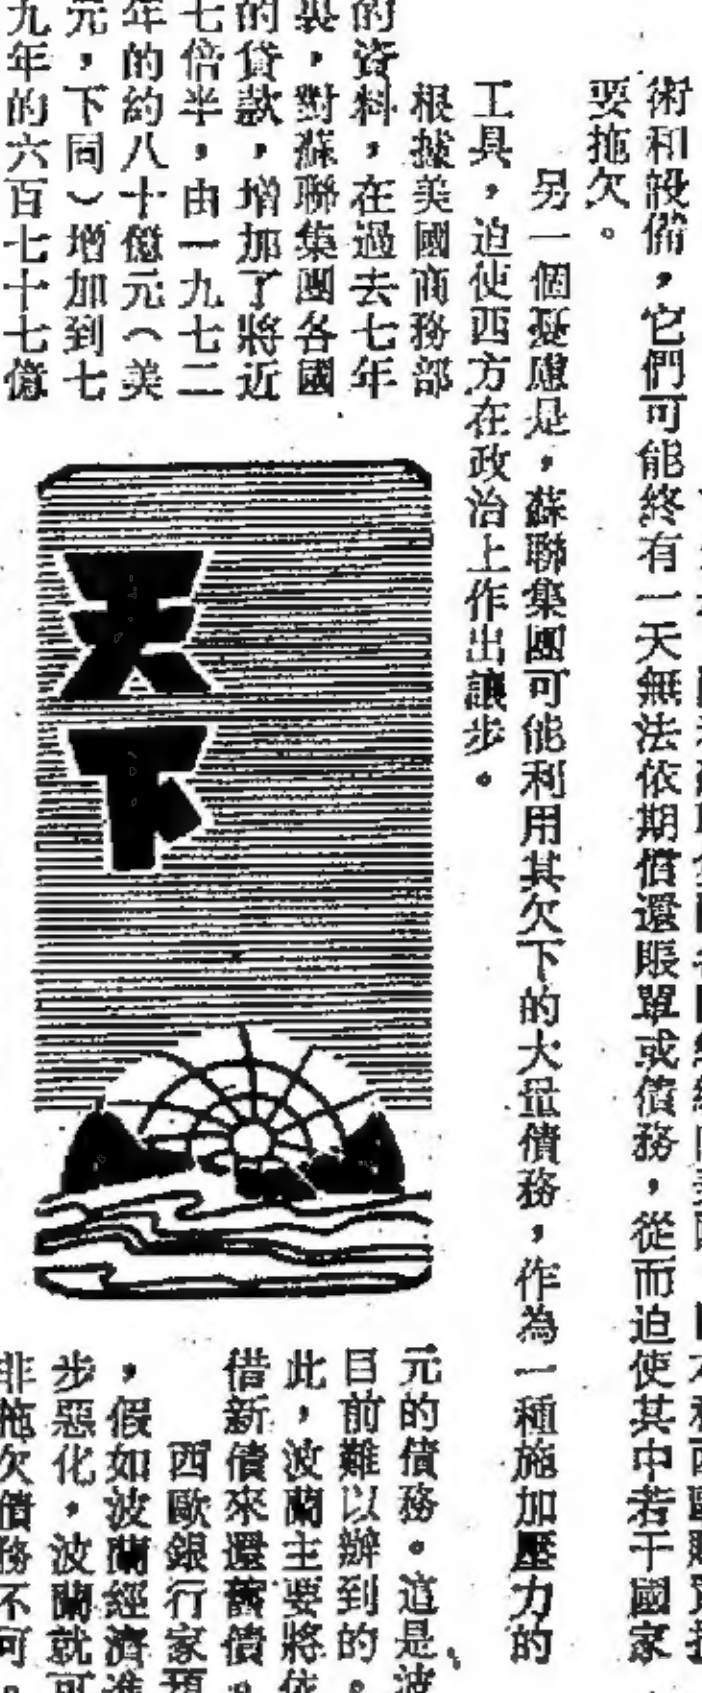 術和設備，它們可能終有一天無法依期償還賬單或債務，從而迫使其中若干國家
要拖欠。
另一個憂慮是，蘇聯集團可能利用其欠下的大量債務，作為一種施加壓力的
工具，迫使西方在政治上作出讓步。
根據美國商務部
的資料，在過去七年
裏，對蘇聯集團各國
的貸款，增加了將近
七倍半，由一九七二
年的約八十億元（美
元，下同）增加到七
九年的六百七十七億
天下
元的債務。這是波
目前難以辦到的。
此，波蘭主要將依
借新債來還舊債。
西歐銀行家預
，假如波蘭經濟進
步惡化，波蘭就可
非拖欠債務不可。